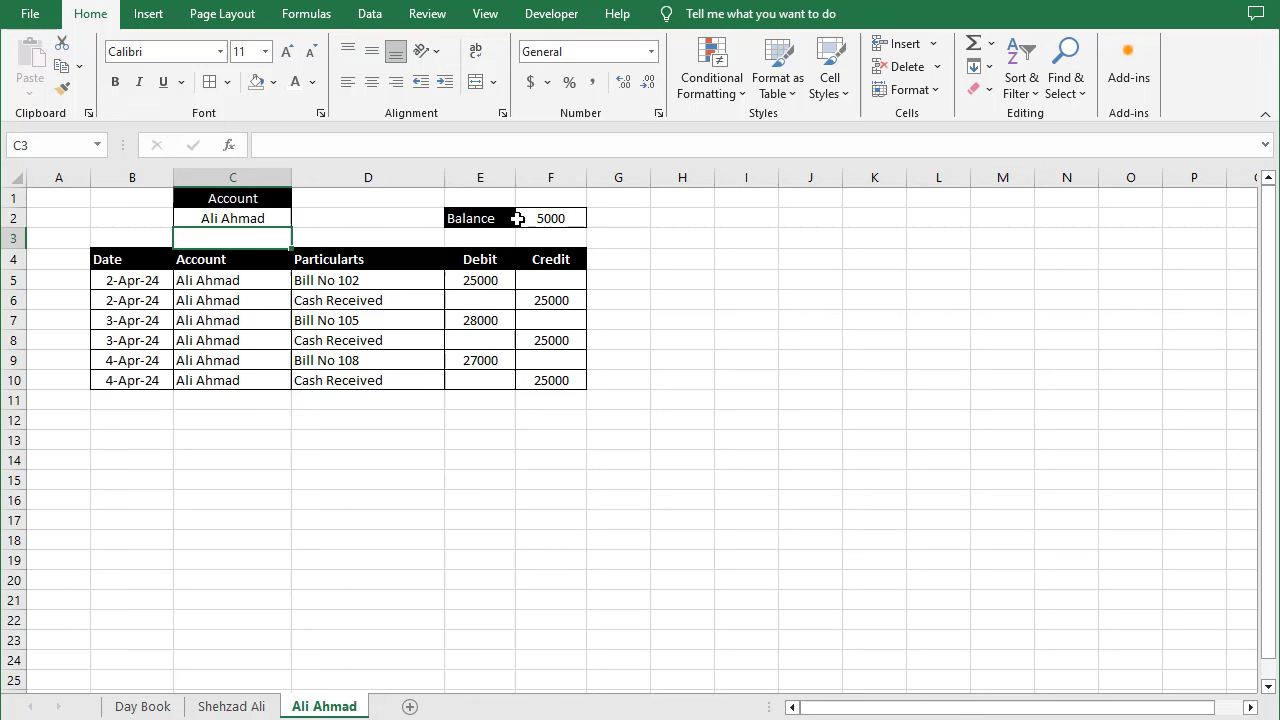 File Home Insert Page Layout Formulas Data Review View Developer Help Tell me what you want to do
Paste
Clipboard
Calibri 11 A A
B I U A
Font
ab
Alignment
General
$ % ,
Number
Conditional Formatting
Format as Table
Cell Styles
Styles
Insert
Delete
Format
Cells
Sort & Filter
Find & Select
Editing
Add-ins
Add-ins
C3 fx
A B C D E F G H I J K L M N O P
1 Account
2 Ali Ahmad Balance 5000
3
4 Date Account Particularts Debit Credit
5 2-Apr-24 Ali Ahmad Bill No 102 25000
6 2-Apr-24 Ali Ahmad Cash Received 25000
7 3-Apr-24 Ali Ahmad Bill No 105 28000
8 3-Apr-24 Ali Ahmad Cash Received 25000
9 4-Apr-24 Ali Ahmad Bill No 108 27000
10 4-Apr-24 Ali Ahmad Cash Received 25000
11
12
13
14
15
16
17
18
19
20
21
22
23
24
25
Day Book Shehzad Ali Ali Ahmad